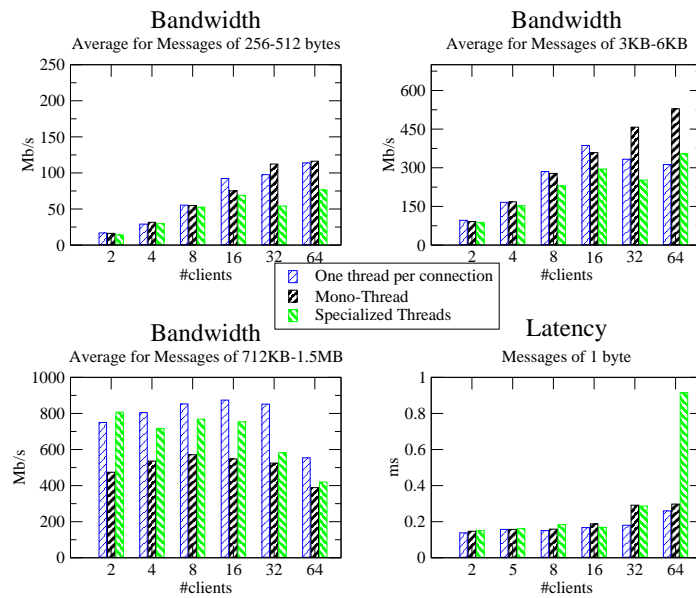 Bandwidth
Average for Messages of 256-512 bytes
250
200
150
100
50
0
Mb/s
2 4 8 16 32 64
#clients
Bandwidth
Average for Messages of 3KB-6KB
600
450
300
150
0
Mb/s
2 4 8 16 32 64
#clients
One thread per connection
Mono-Thread
Specialized Threads
Bandwidth
Average for Messages of 712KB-1.5MB
1000
800
600
400
200
0
Mb/s
2 4 8 16 32 64
#clients
Latency
Messages of 1 byte
1
0.8
0.6
0.4
0.2
0
ms
2 5 8 16 32 64
#clients